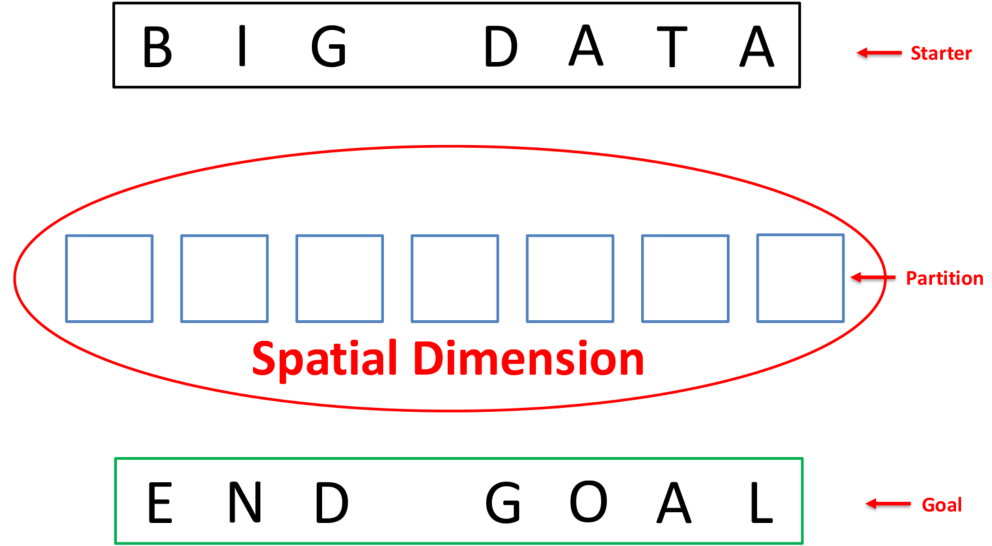 B I G D A T A
Starter
Partition
Spatial Dimension
E N D G O A L
Goal